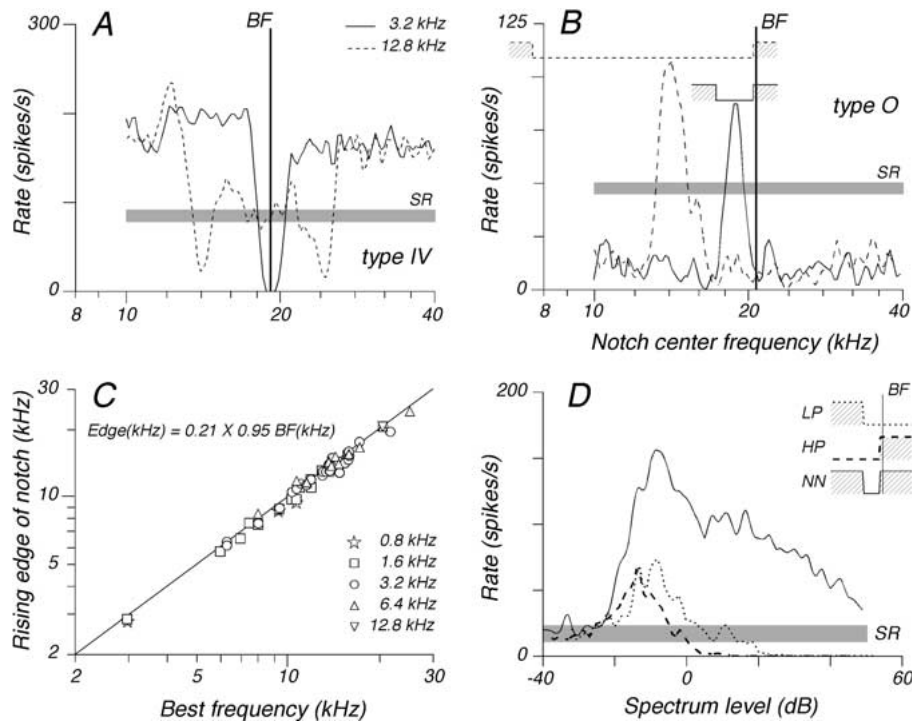 A
BF
3.2 kHz
12.8 kHz
300
Rate (spikes/s)
SR
type IV
0
8 10 20 40
B
BF
125
Rate (spikes/s)
type O
SR
0
8 10 20 40
Notch center frequency (kHz)
C
30
Edge(kHz) = 0.21 X 0.95 BF(kHz)
Rising edge of notch (kHz)
10
5
2
0.8 kHz
1.6 kHz
3.2 kHz
6.4 kHz
12.8 kHz
2 5 10 30
Best frequency (kHz)
D
200
BF
LP
HP
NN
Rate (spikes/s)
SR
0
-40 0 60
Spectrum level (dB)